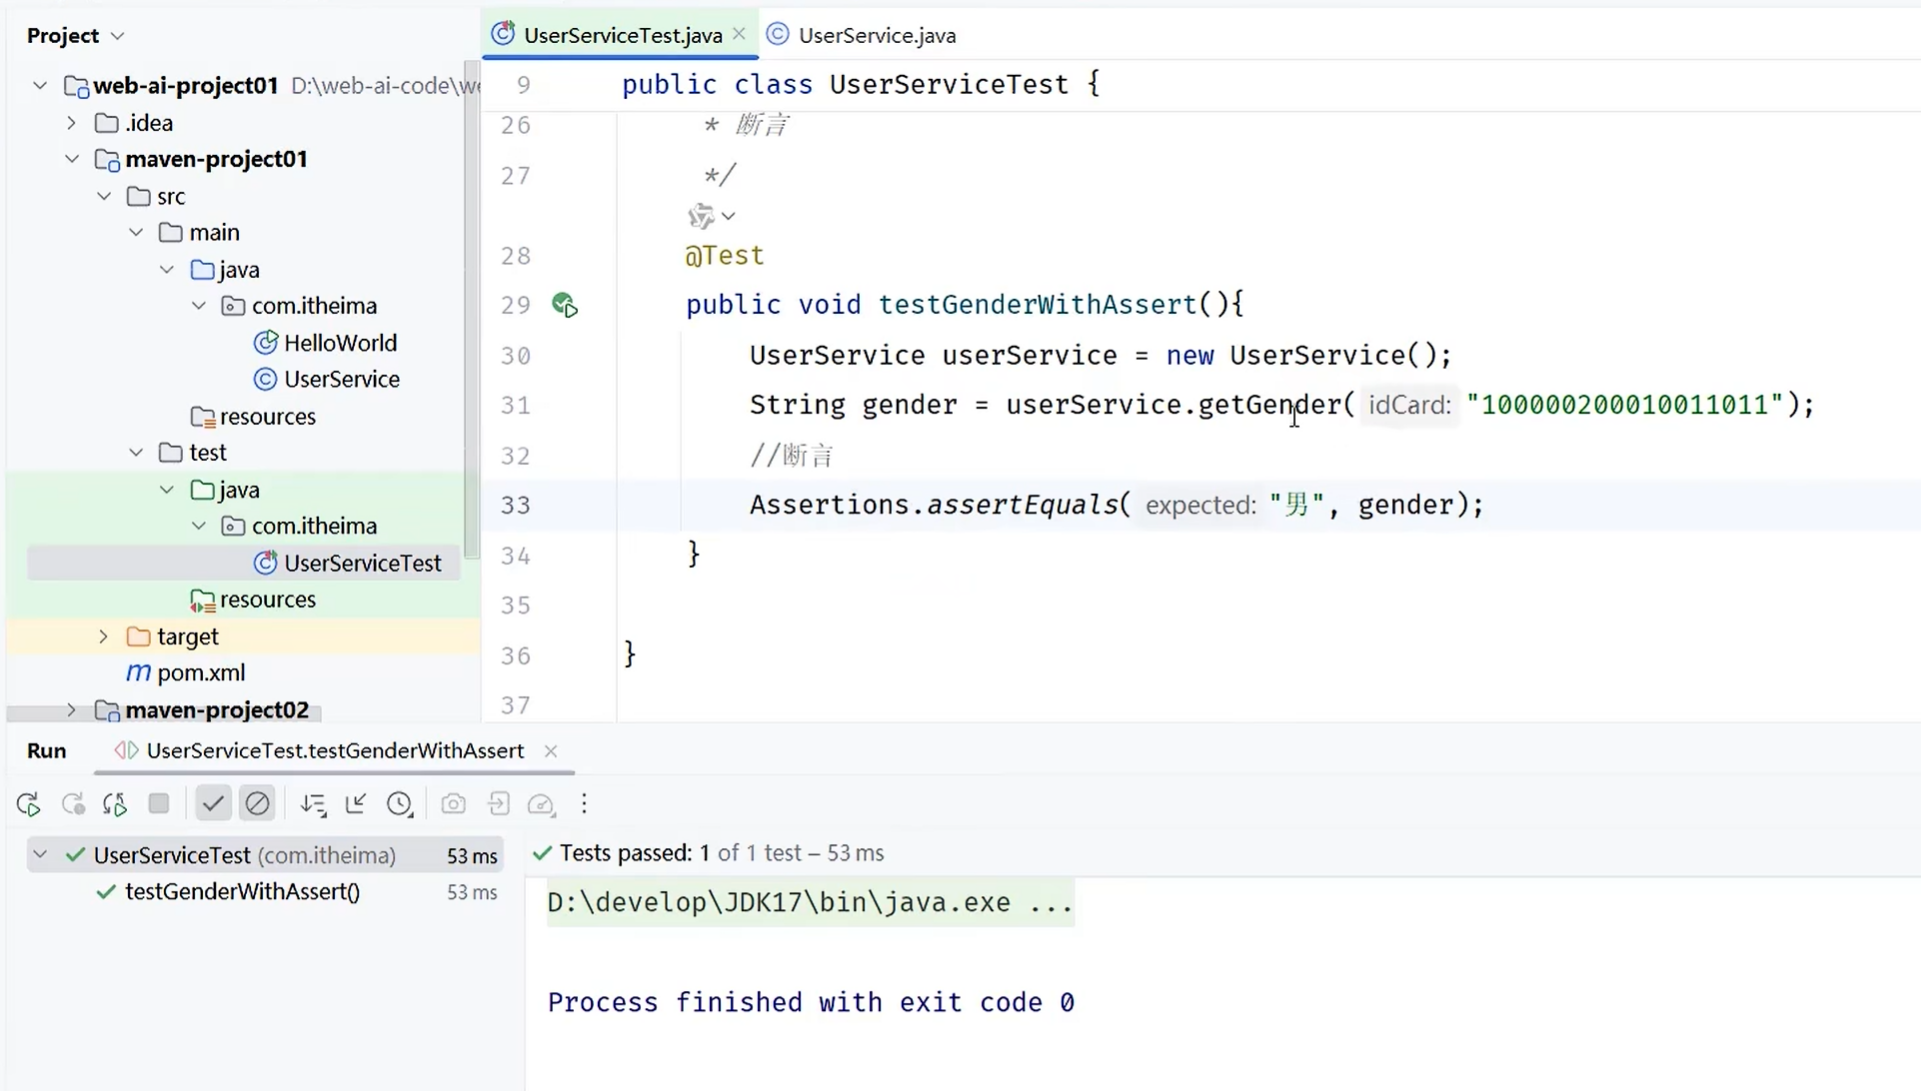 Project
web-ai-project01 D:\web-ai-code\we
.idea
maven-project01
src
main
java
com.itheima
HelloWorld
UserService
resources
test
java
com.itheima
UserServiceTest
resources
target
pom.xml
maven-project02
UserServiceTest.java
UserService.java
9 public class UserServiceTest {
26 * 断言
27 */
28 @Test
29 public void testGenderWithAssert(){
30 UserService userService = new UserService();
31 String gender = userService.getGender( idCard: "100000200010011011");
32 //断言
33 Assertions.assertEquals( expected: "男", gender);
34 }
35
36 }
37
Run UserServiceTest.testGenderWithAssert
UserServiceTest (com.itheima) 53 ms
testGenderWithAssert() 53 ms
Tests passed: 1 of 1 test – 53 ms
D:\develop\JDK17\bin\java.exe ...
Process finished with exit code 0